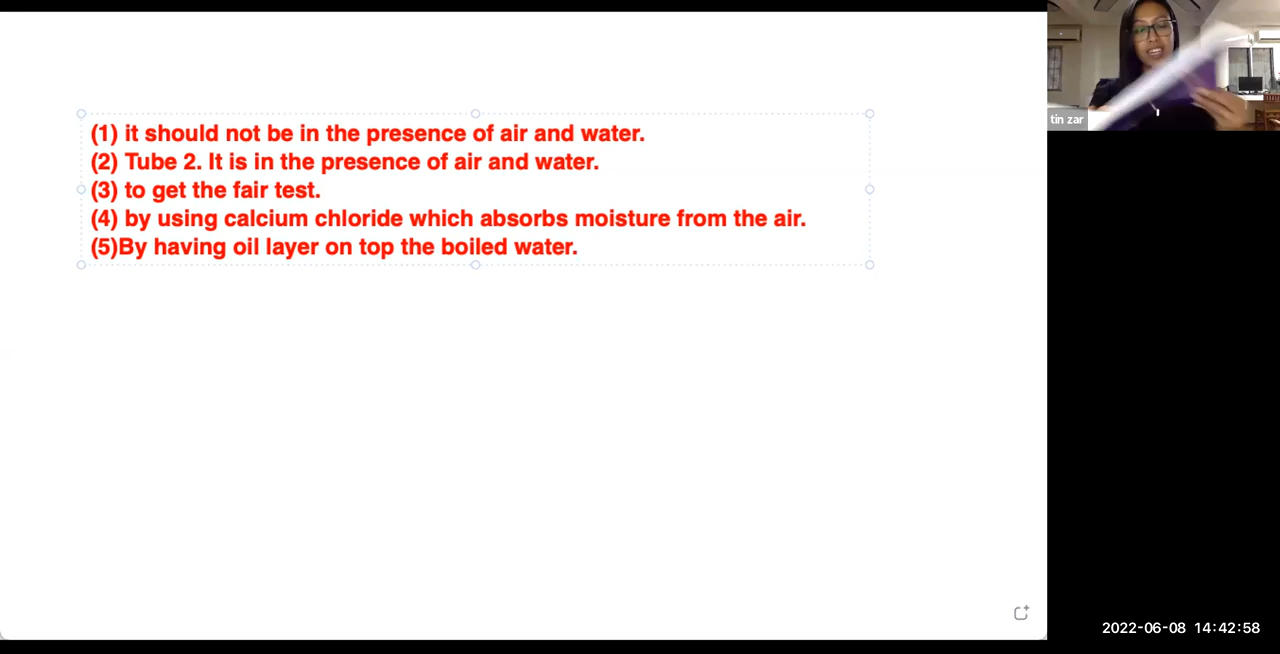 (1) it should not be in the presence of air and water.
(2) Tube 2. It is in the presence of air and water.
(3) to get the fair test.
(4) by using calcium chloride which absorbs moisture from the air.
(5)By having oil layer on top the boiled water.
tin zar
2022-06-08 14:42:58